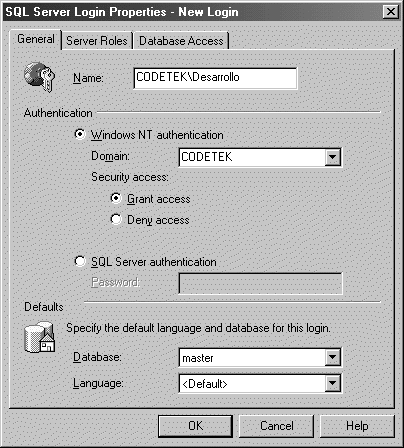 SQL Server Login Properties - New Login
General Server Roles Database Access
Name: CODETEK\Desarrollo
Authentication
Windows NT authentication
Domain: CODETEK
Security access:
Grant access
Deny access
SQL Server authentication
Password:
Defaults
Specify the default language and database for this login.
Database: master
Language: <Default>
OK Cancel Help